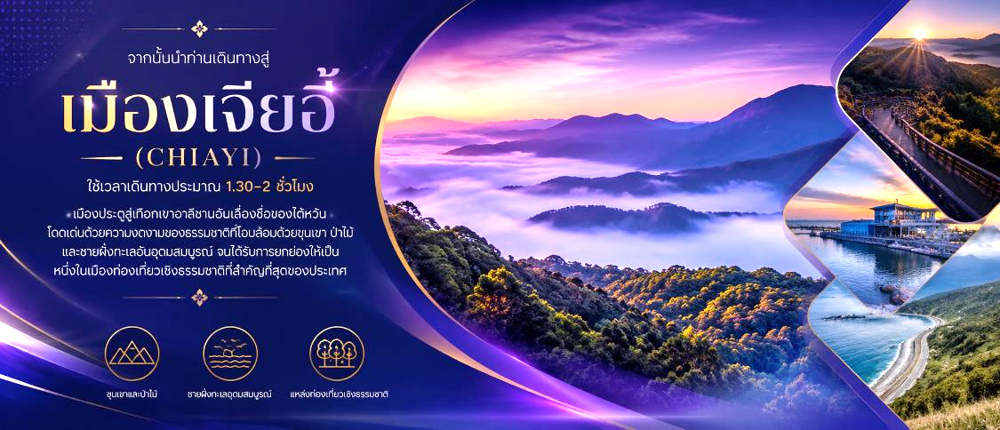 จากนั้นนำท่านเดินทางสู่
เมืองเจียอี้
(CHIAYI)
ใช้เวลาเดินทางประมาณ 1.30-2 ชั่วโมง
เมืองประตูสู่เทือกเขาอาลีซานอันเลื่องชื่อของไต้หวัน
โดดเด่นด้วยความงดงามของธรรมชาติที่โอบล้อมด้วยขุนเขา ป่าไม้
และชายฝั่งทะเลอันอุดมสมบูรณ์ จนได้รับการยกย่องให้เป็น
หนึ่งในเมืองท่องเที่ยวเชิงธรรมชาติที่สำคัญที่สุดของประเทศ
ขุนเขาและป่าไม้
ชายฝั่งทะเลอุดมสมบูรณ์
แหล่งท่องเที่ยวเชิงธรรมชาติ